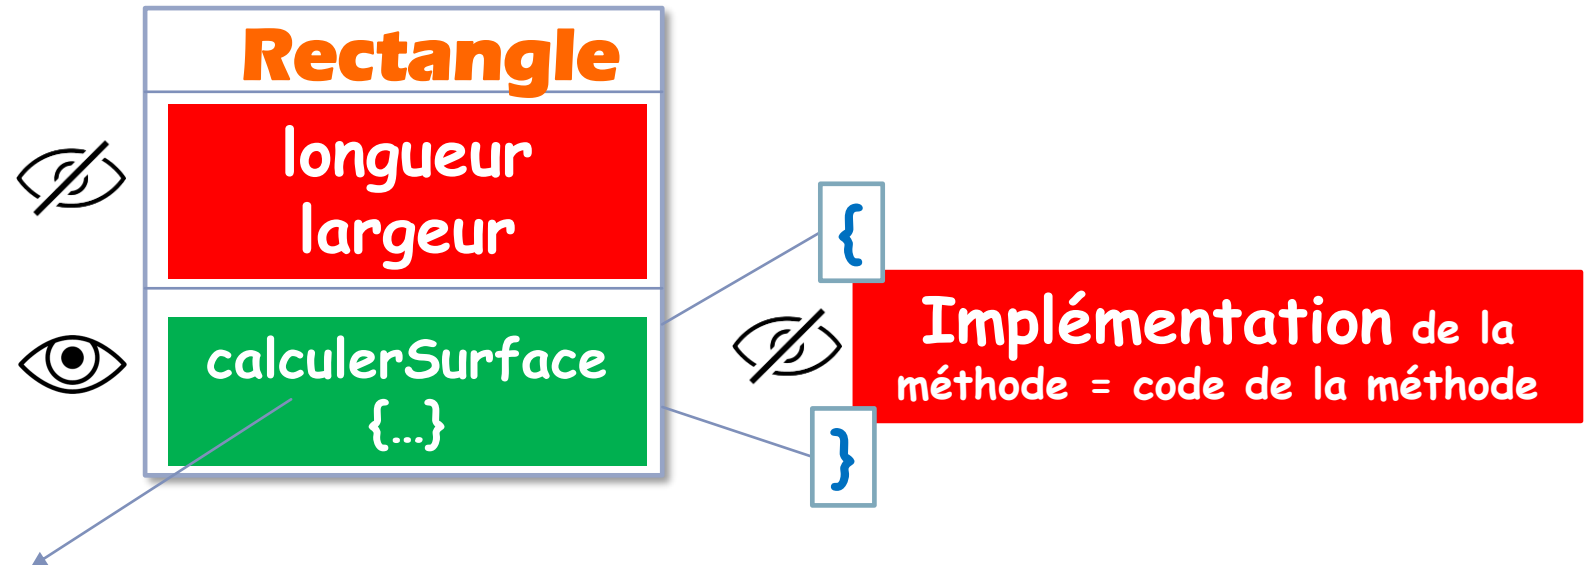 Rectangle
longueur
largeur
calculerSurface
{...}
{
Implémentation de la
méthode = code de la méthode
}